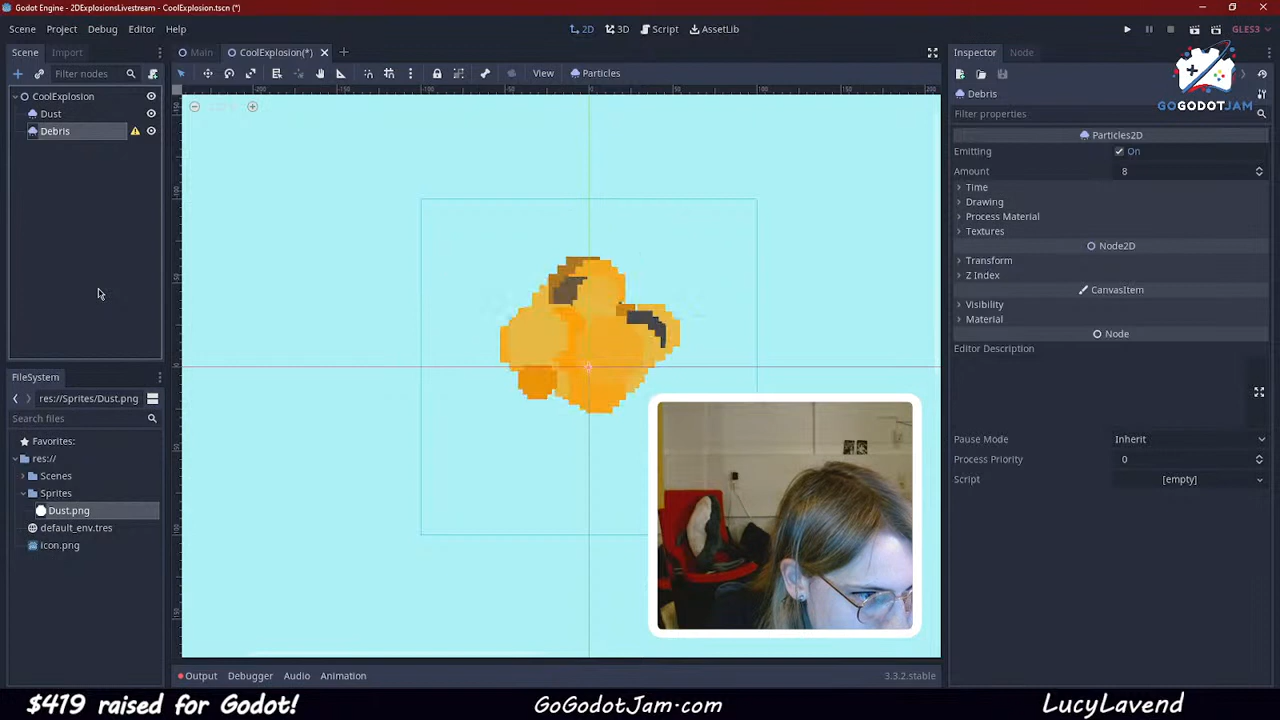 Godot Engine - 2DExplosionsLivestream - CoolExplosion.tscn (*)
Scene Project Debug Editor Help
2D 3D Script AssetLib
GLES3
Scene Import
Main CoolExplosion(*)
Inspector Node
Filter nodes
View Particles
GOGODOTJAM
CoolExplosion
Dust
Debris
Debris
Filter properties
Particles2D
Emitting On
Amount 8
Time
Drawing
Process Material
Textures
Node2D
Transform
Z Index
CanvasItem
Visibility
Material
Node
Editor Description
Pause Mode Inherit
Process Priority 0
Script [empty]
FileSystem
res://Sprites/Dust.png
Search files
Favorites:
res://
Scenes
Sprites
Dust.png
default_env.tres
icon.png
Output Debugger Audio Animation 3.3.2.stable
$419 raised for Godot! GoGodotJam.com LucyLavend